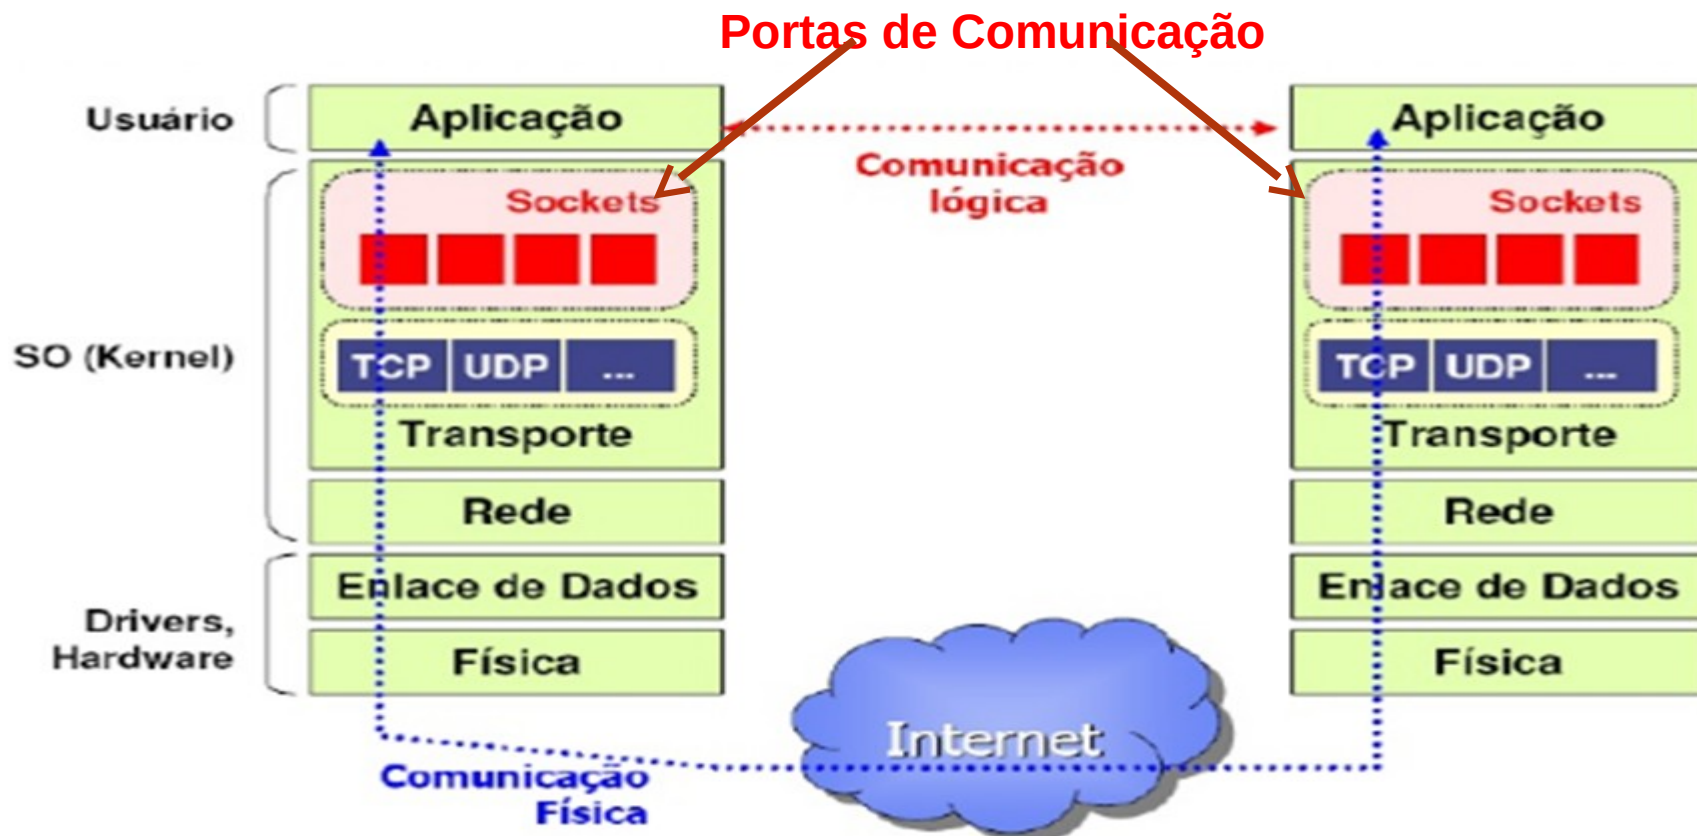 Portas de Comunicação
Usuário
Aplicação
Aplicação
Comunicação
lógica
Sockets
Sockets
SO (Kernel)
TCP UDP ...
TCP UDP ...
Transporte
Transporte
Rede
Rede
Enlace de Dados
Enlace de Dados
Drivers,
Hardware
Física
Física
Internet
Comunicação
Física